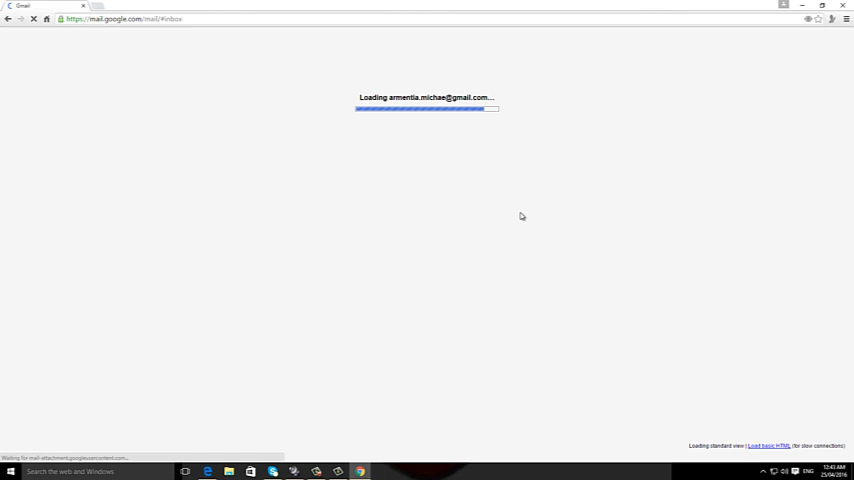 Gmail
https://mail.google.com/mail/#inbox
Loading armentia.michae@gmail.com...
Loading standard view | Load basic HTML (for slow connections)
Waiting for mail-attachment.googleusercontent.com...
Search the web and Windows
ENG
12:43 AM
25/04/2016